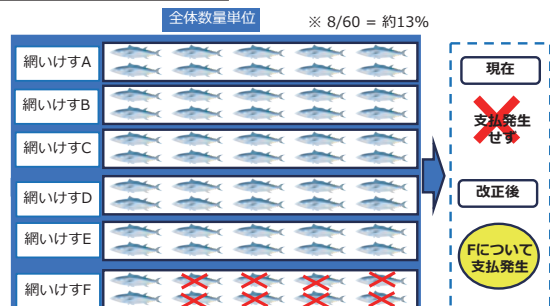 全体数量単位
※ 8/60 = 約13%
網いけすA
網いけすB
網いけすC
網いけすD
網いけすE
網いけすF
現在
支払発生
せず
改正後
Fについて
支払発生